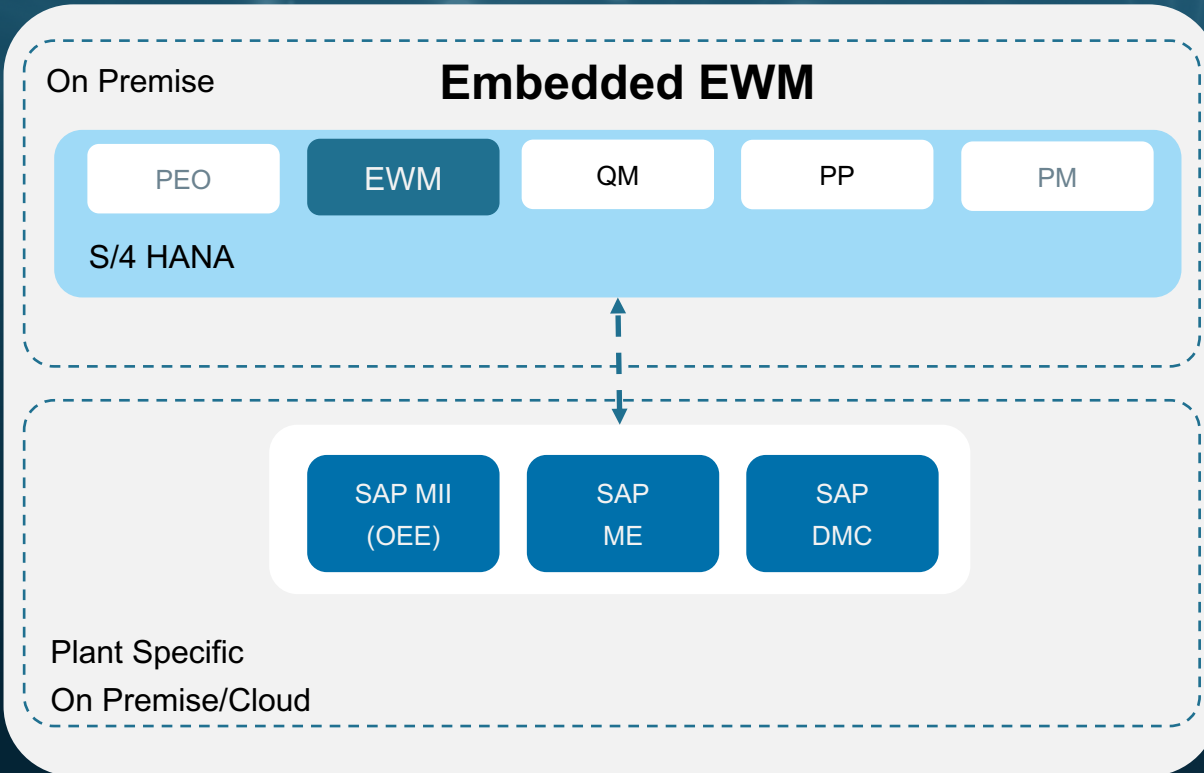 On Premise
Embedded EWM
PEO
EWM
QM
PP
PM
S/4 HANA
SAP MII
(OEE)
SAP
ME
SAP
DMC
Plant Specific
On Premise/Cloud